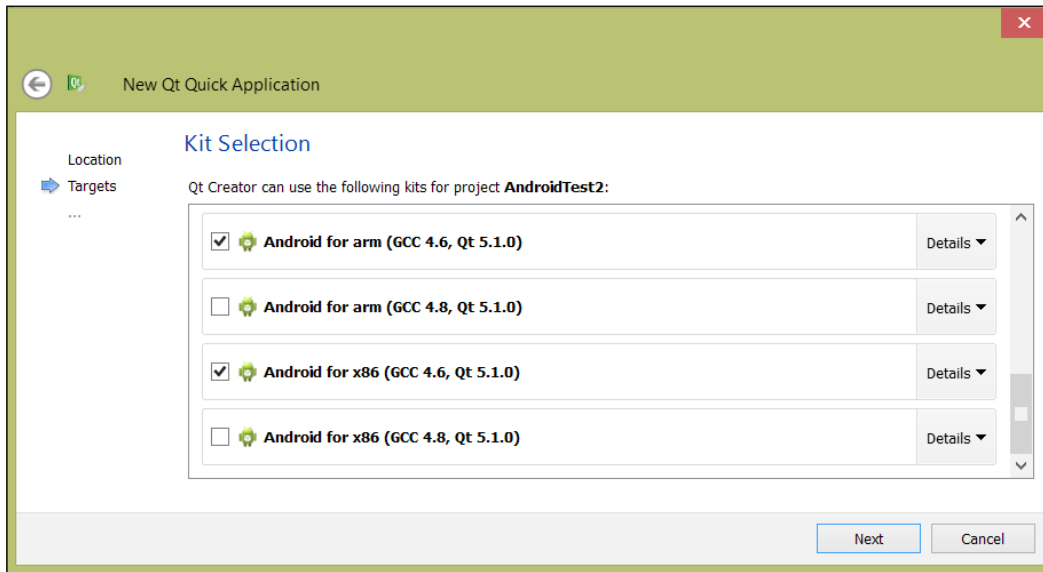 New Qt Quick Application
Location
Targets
...
Kit Selection
Qt Creator can use the following kits for project AndroidTest2:
Android for arm (GCC 4.6, Qt 5.1.0)
Details
Android for arm (GCC 4.8, Qt 5.1.0)
Details
Android for x86 (GCC 4.6, Qt 5.1.0)
Details
Android for x86 (GCC 4.8, Qt 5.1.0)
Details
Next
Cancel